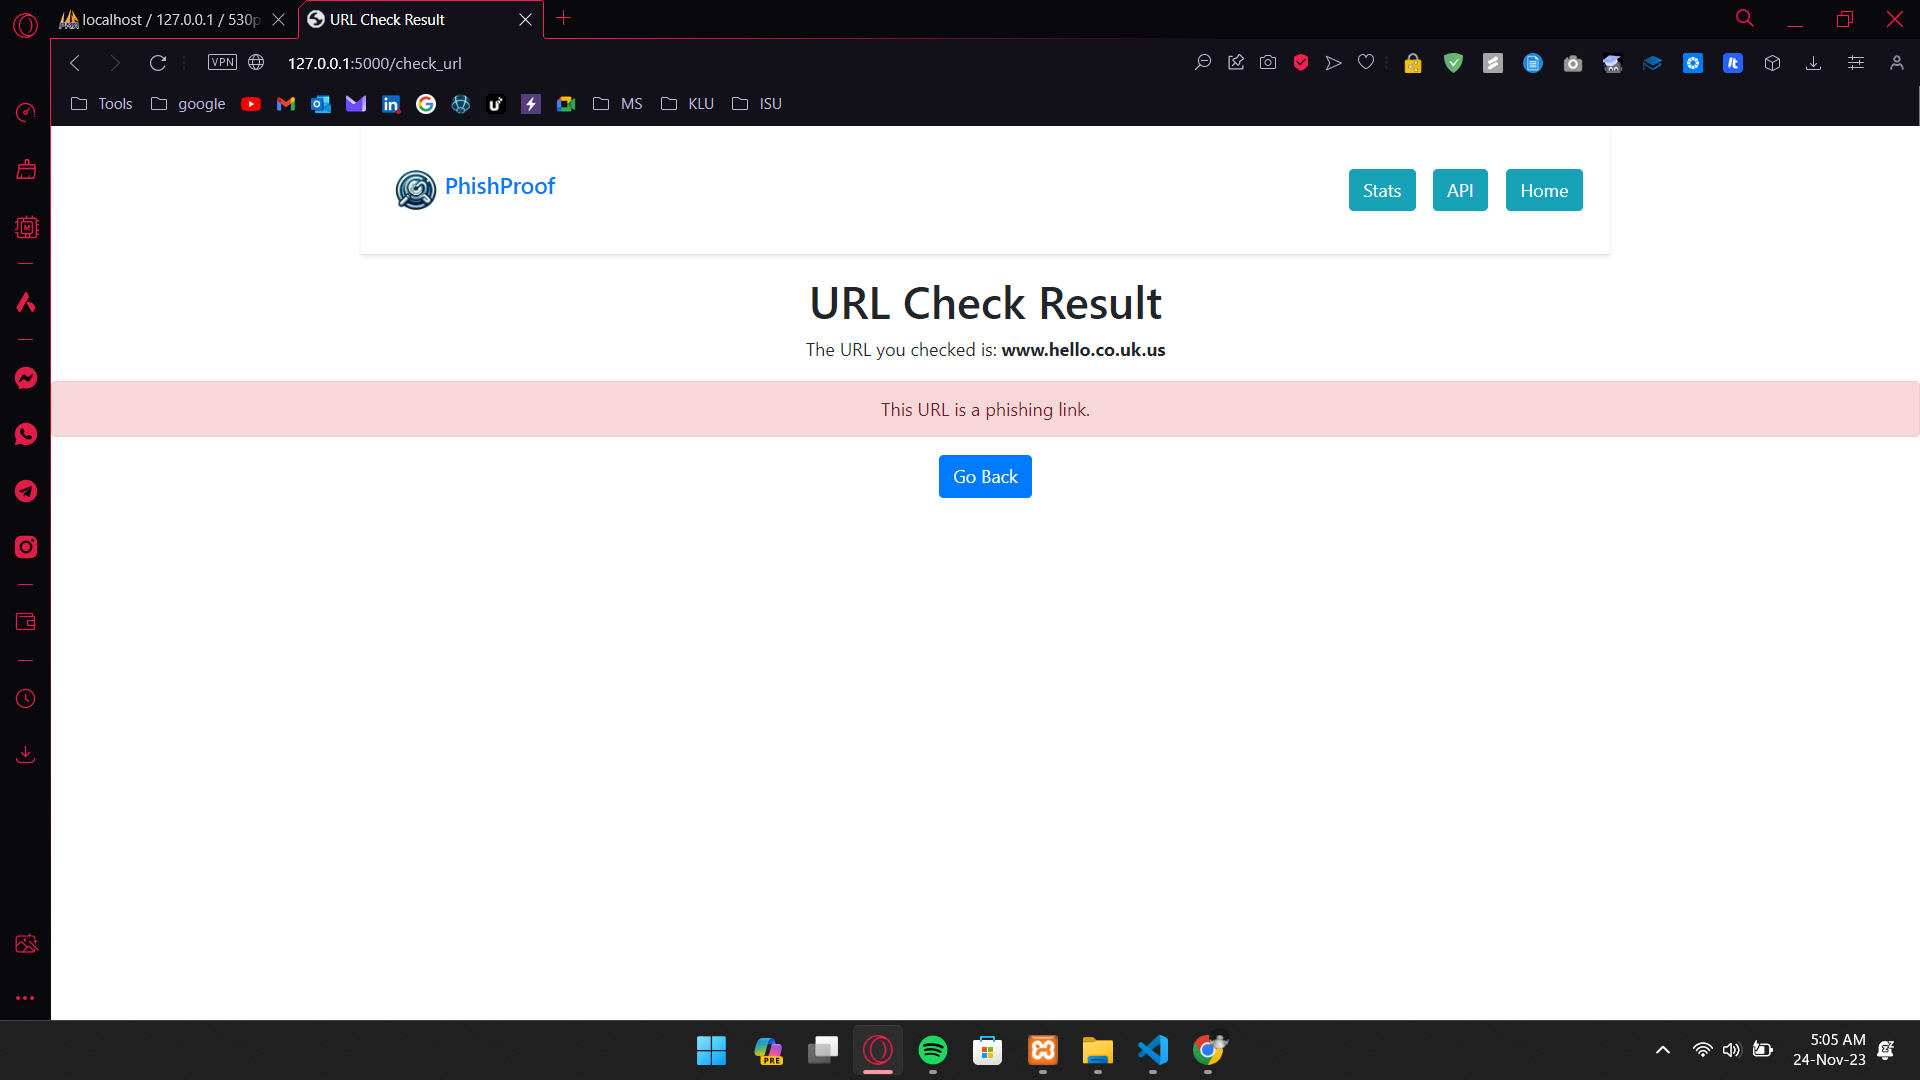 localhost / 127.0.0.1 / 530p
URL Check Result
VPN
127.0.0.1:5000/check_url
Tools
google
MS
KLU
ISU
PhishProof
Stats
API
Home
URL Check Result
The URL you checked is: www.hello.co.uk.us
This URL is a phishing link.
Go Back
PRE
5:05 AM
24-Nov-23